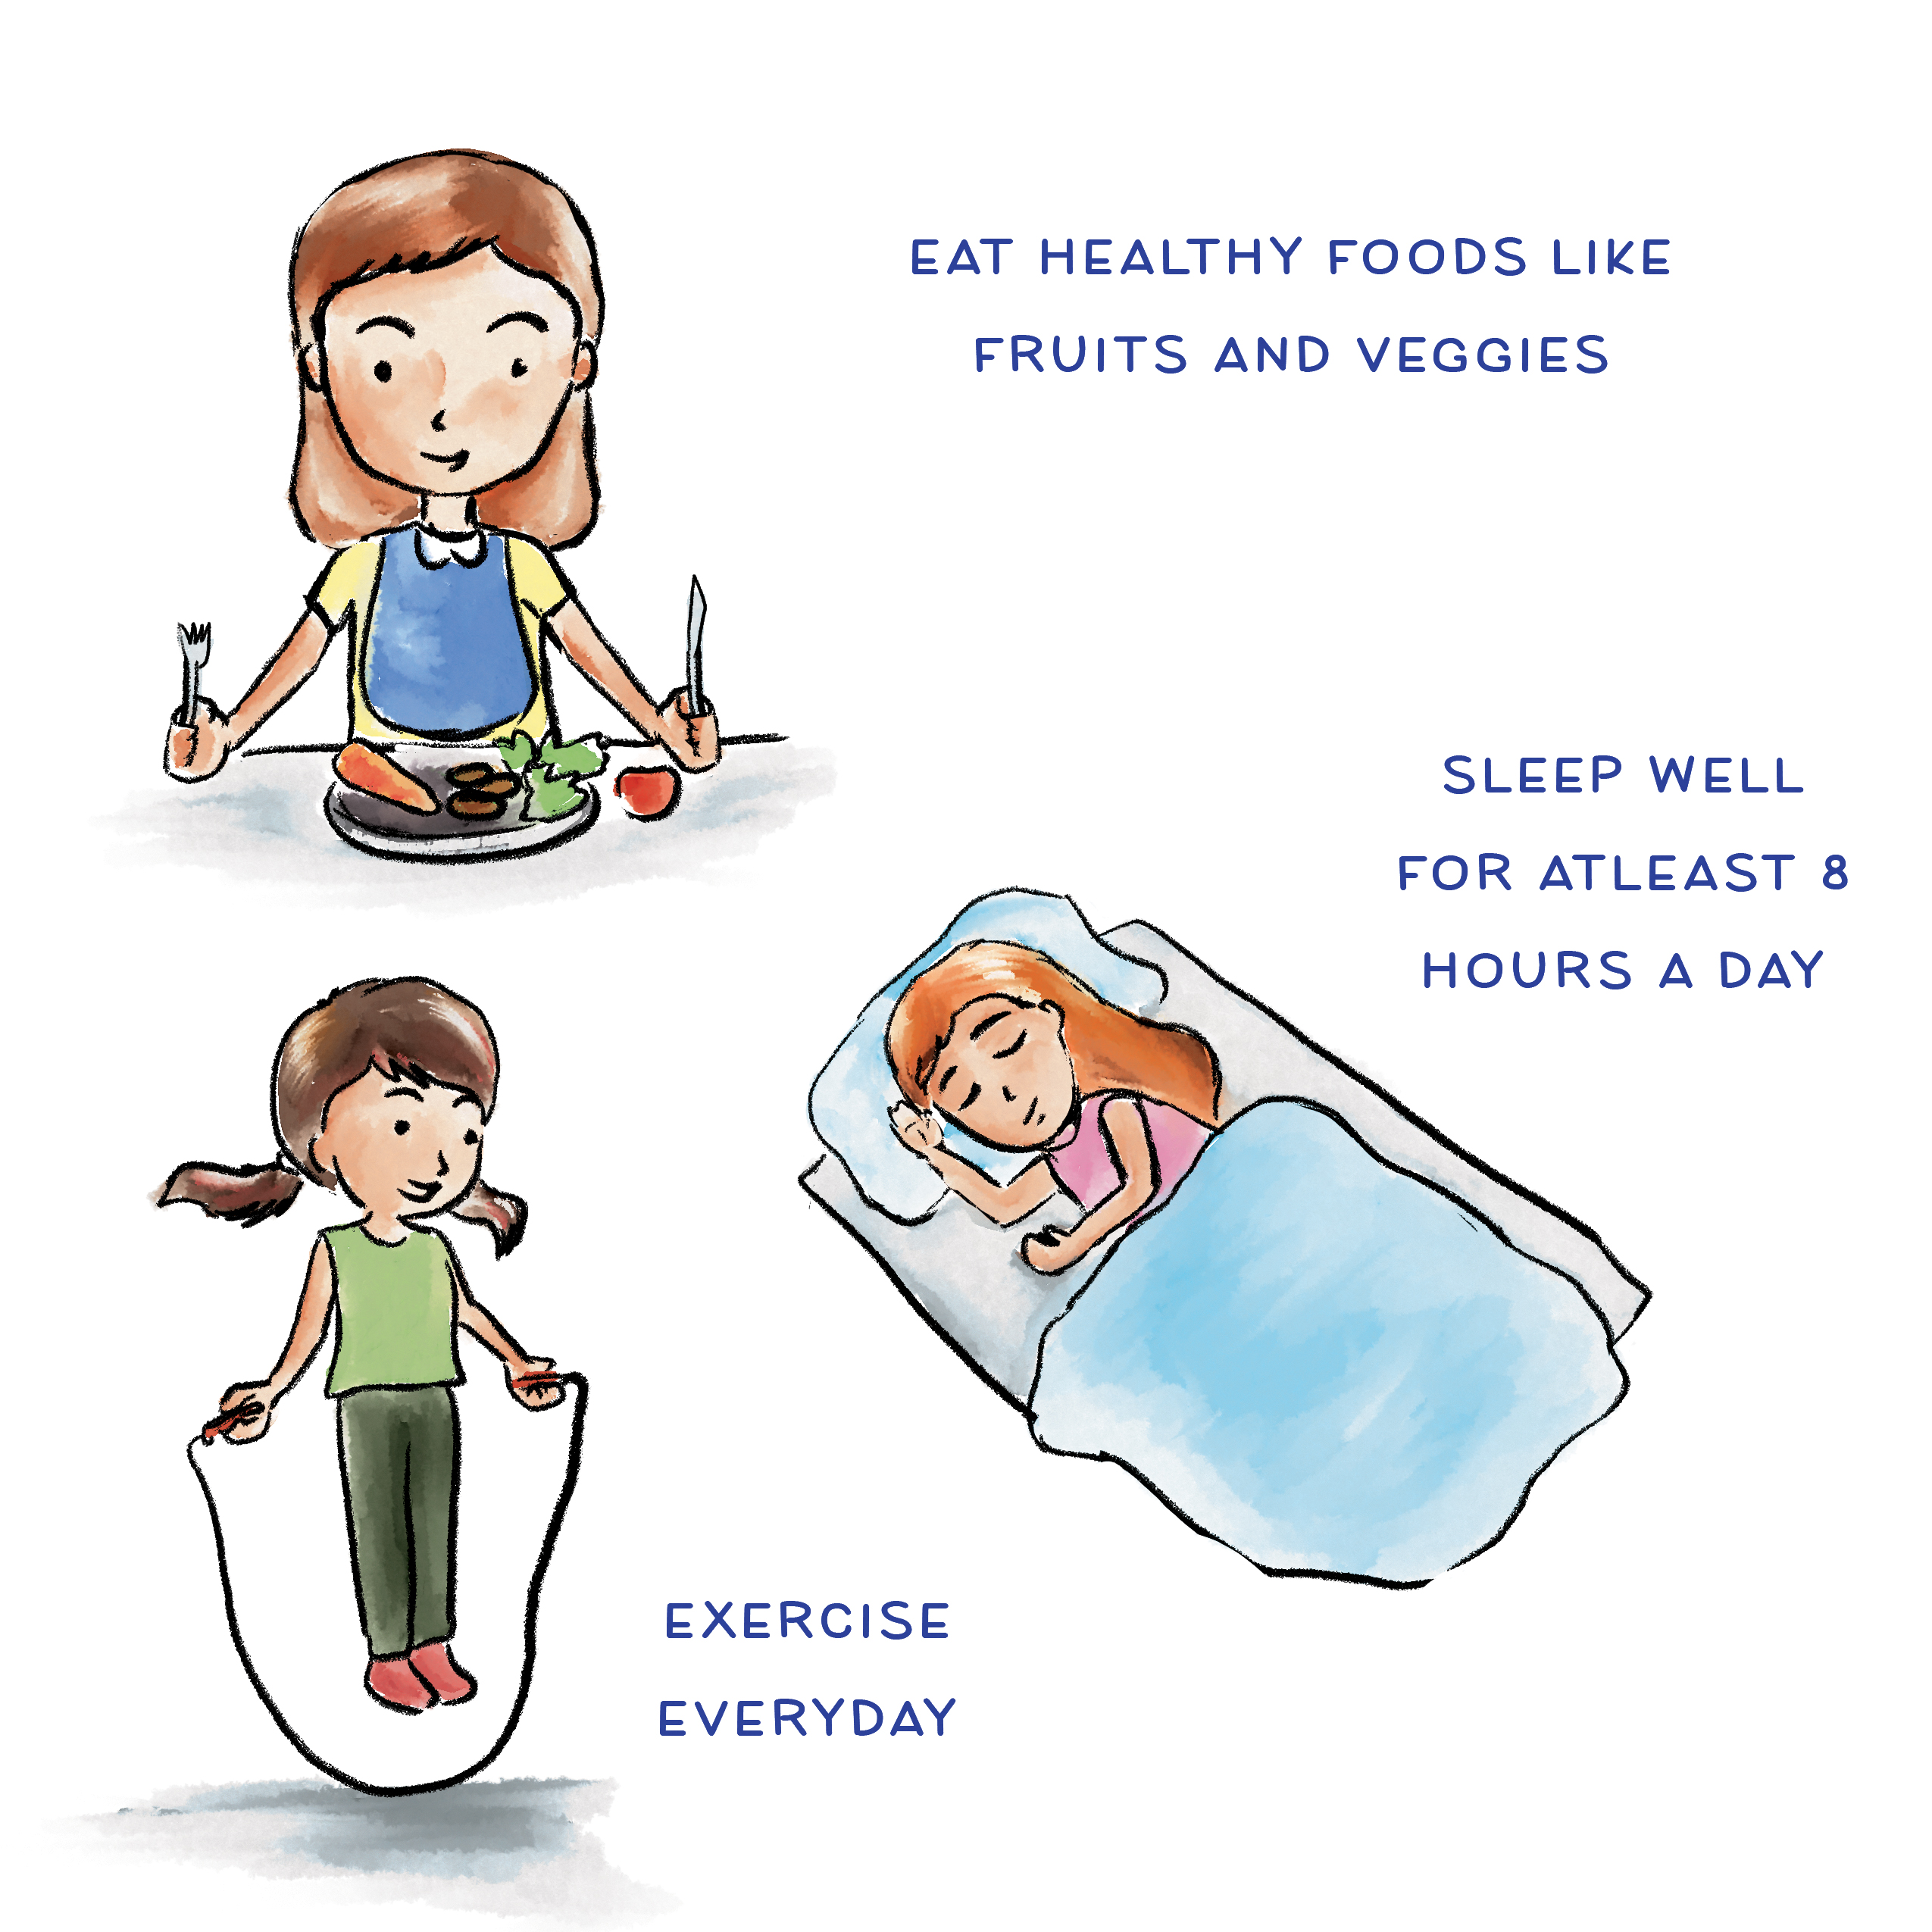 EAT HEALTHY FOODS LIKE
FRUITS AND VEGGIES
SLEEP WELL
FOR ATLEAST 8
HOURS A DAY
EXERCISE
EVERYDAY